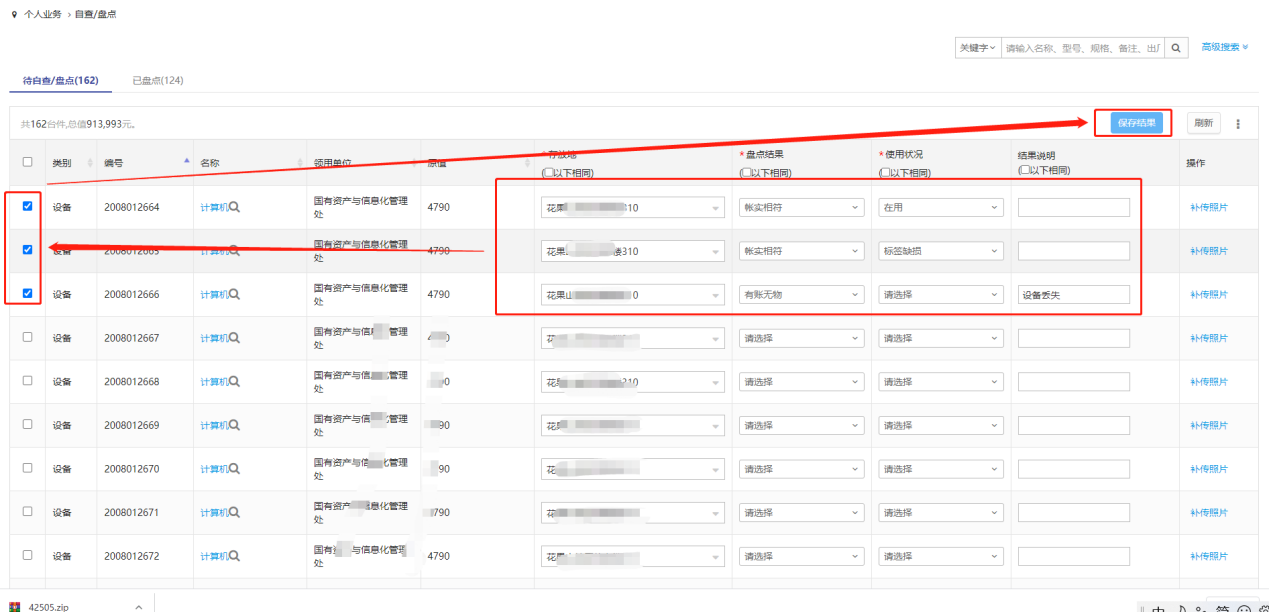 个人业务 > 自查/盘点
关键字 请输入名称、型号、规格、备注、出 高级搜索
待自查/盘点(162) 已盘点(124)
共162台件,总值913,993元。 保存结果 刷新
类别 编号 名称 领用单位 原值 *存放地 *盘点结果 *使用状况 结果说明 操作
(以下相同) (以下相同) (以下相同) (以下相同)
设备 2008012664 计算机 国有资产与信息化管理处 4790 花果 310 帐实相符 在用 补传照片
设备 2008012665 计算机 国有资产与信息化管理处 4790 花果 楼310 帐实相符 标签缺损 补传照片
设备 2008012666 计算机 国有资产与信息化管理处 4790 花果山 0 有账无物 请选择 设备丢失 补传照片
设备 2008012667 计算机 国有资产与信 管理处 花 请选择 请选择 补传照片
设备 2008012668 计算机 国有资产与信 管理处 90 花 310 请选择 请选择 补传照片
设备 2008012669 计算机 国有资产与 化管理处 90 花 请选择 请选择 补传照片
设备 2008012670 计算机 国有资产与信 化管理处 90 花 请选择 请选择 补传照片
设备 2008012671 计算机 国有资产 信息化管理处 790 花 请选择 请选择 补传照片
设备 2008012672 计算机 国有 与信息化管理处 4790 花果 请选择 请选择 补传照片
42505.zip 中 简